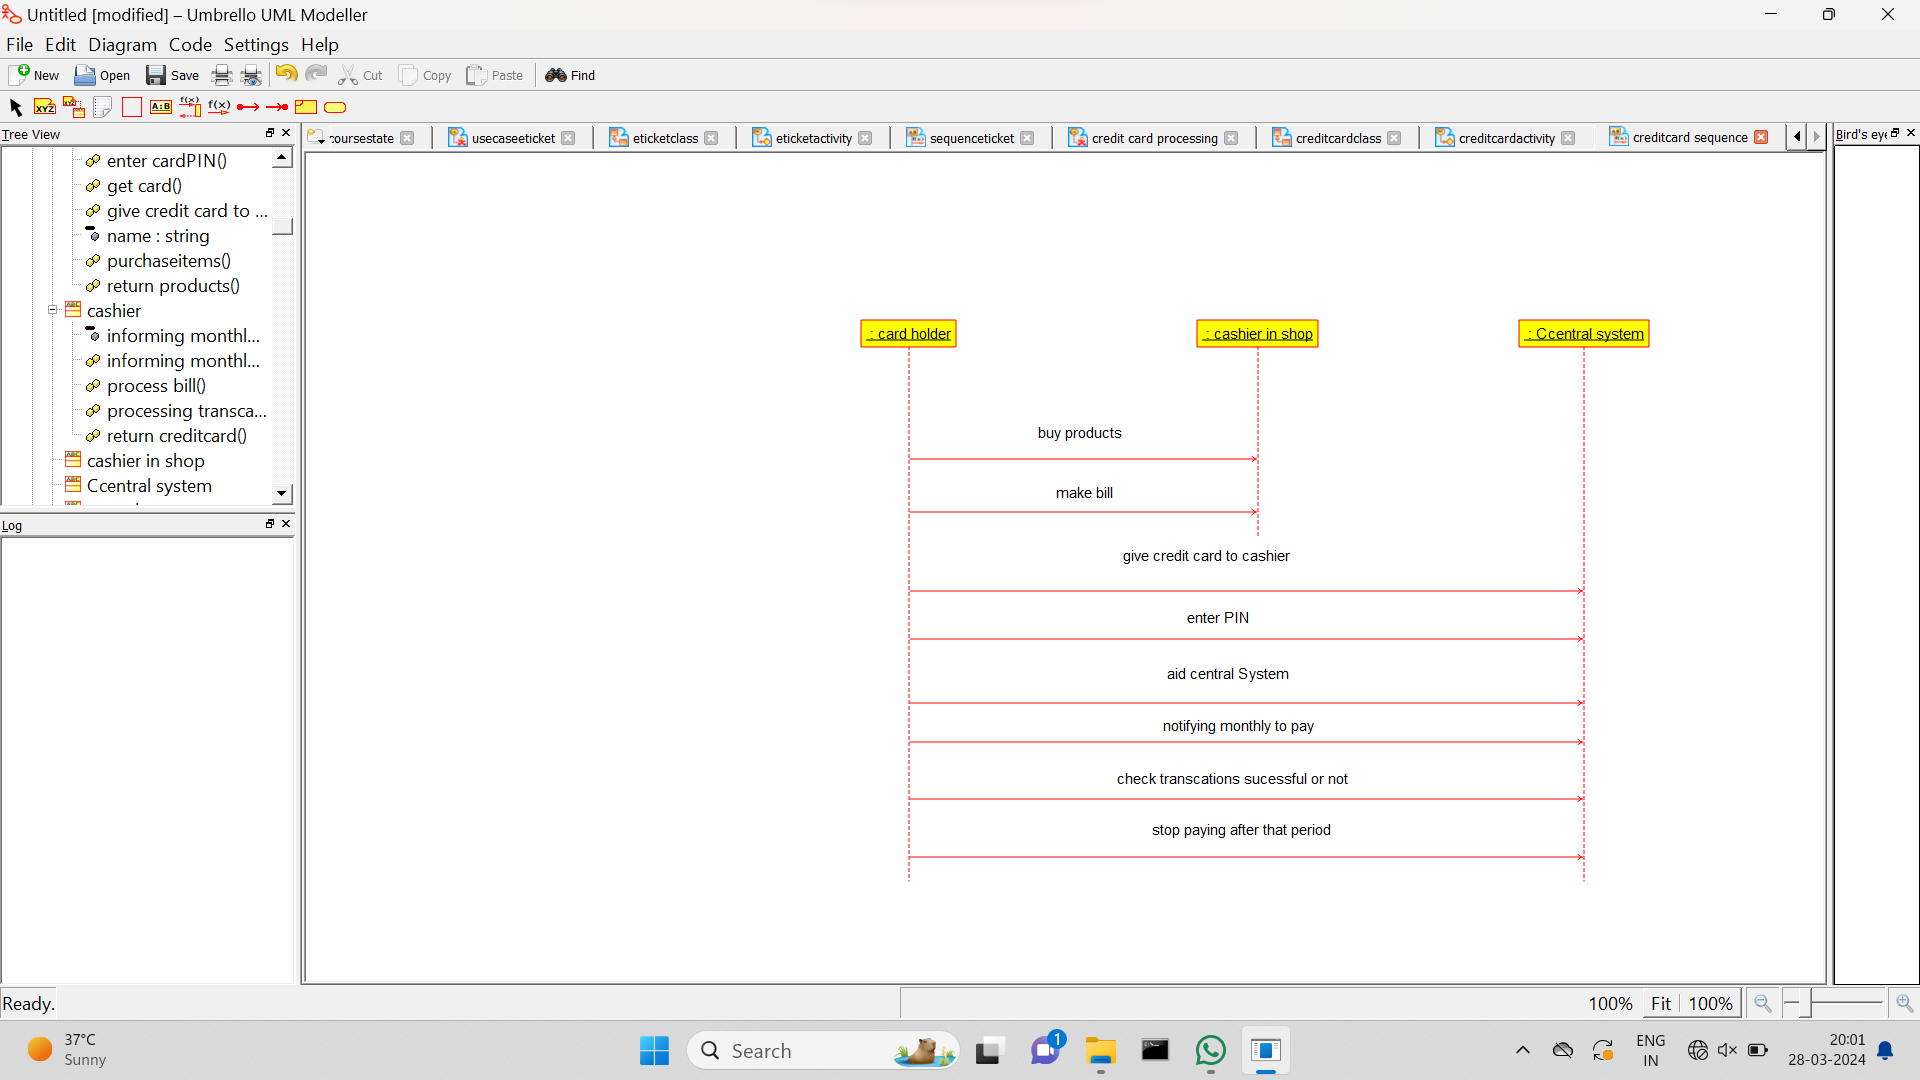 Untitled [modified] – Umbrello UML Modeller
File Edit Diagram Code Settings Help
New Open Save Cut Copy Paste Find
XYZ XYZ A:B f(x) f(x)
Tree View
oursestate usecaseeticket eticketclass eticketactivity sequenceticket credit card processing creditcardclass creditcardactivity creditcard sequence
Bird's eye
enter cardPIN()
get card()
give credit card to ...
name : string
purchaseitems()
return products()
cashier
informing monthl...
informing monthl...
process bill()
processing transca...
return creditcard()
cashier in shop
Ccentral system
Log
: card holder
: cashier in shop
: Ccentral system
buy products
make bill
give credit card to cashier
enter PIN
aid central System
notifying monthly to pay
check transcations sucessful or not
stop paying after that period
Ready.
100% Fit 100%
37°C
Sunny
Search
1
ENG
IN
20:01
28-03-2024